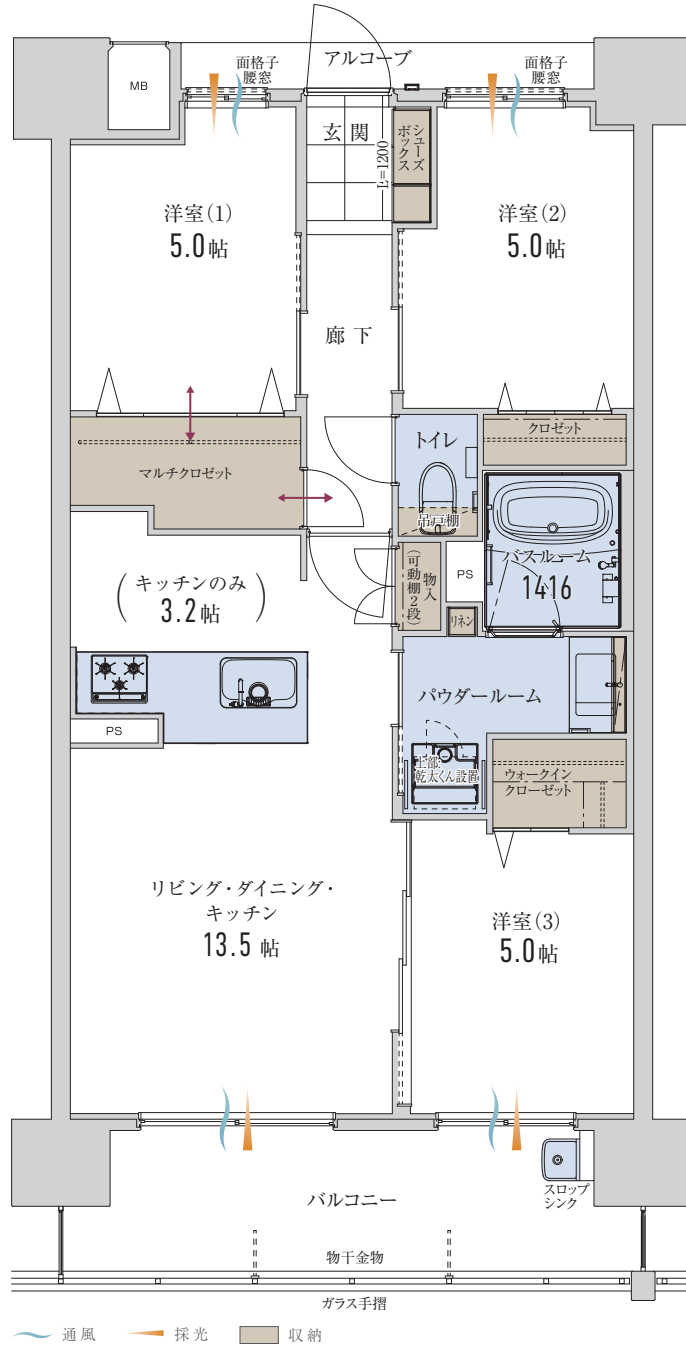 アルコーブ
MB
面格子
腰窓
面格子
腰窓
玄関
L=1200
シューズ
ボックス
洋室(1)
5.0帖
洋室(2)
5.0帖
廊下
トイレ
吊戸棚
クロゼット
マルチクロゼット
バスルーム
1416
(キッチンのみ)
3.2帖
物入
(可動棚2段)
PS
リネン
パウダールーム
PS
上部:
乾太くん設置
ウォークイン
クローゼット
リビング・ダイニング・
キッチン
13.5 帖
洋室(3)
5.0帖
スロップ
シンク
バルコニー
物干金物
ガラス手摺
通風 採光 収納